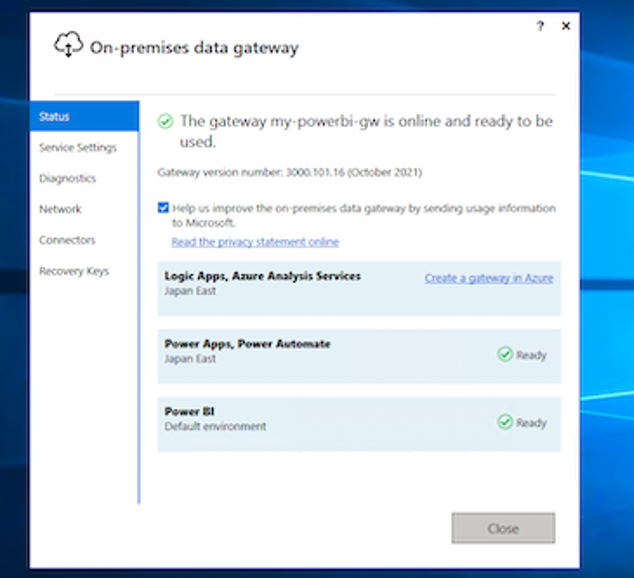 ? ×
On-premises data gateway
Status
Service Settings
Diagnostics
Network
Connectors
Recovery Keys
The gateway my-powerbi-gw is online and ready to be
used.
Gateway version number: 3000.101.16 (October 2021)
Help us improve the on-premises data gateway by sending usage information
to Microsoft.
Read the privacy statement online
Logic Apps, Azure Analysis Services
Create a gateway in Azure
Japan East
Power Apps, Power Automate
Japan East
Ready
Power BI
Default environment
Ready
Close